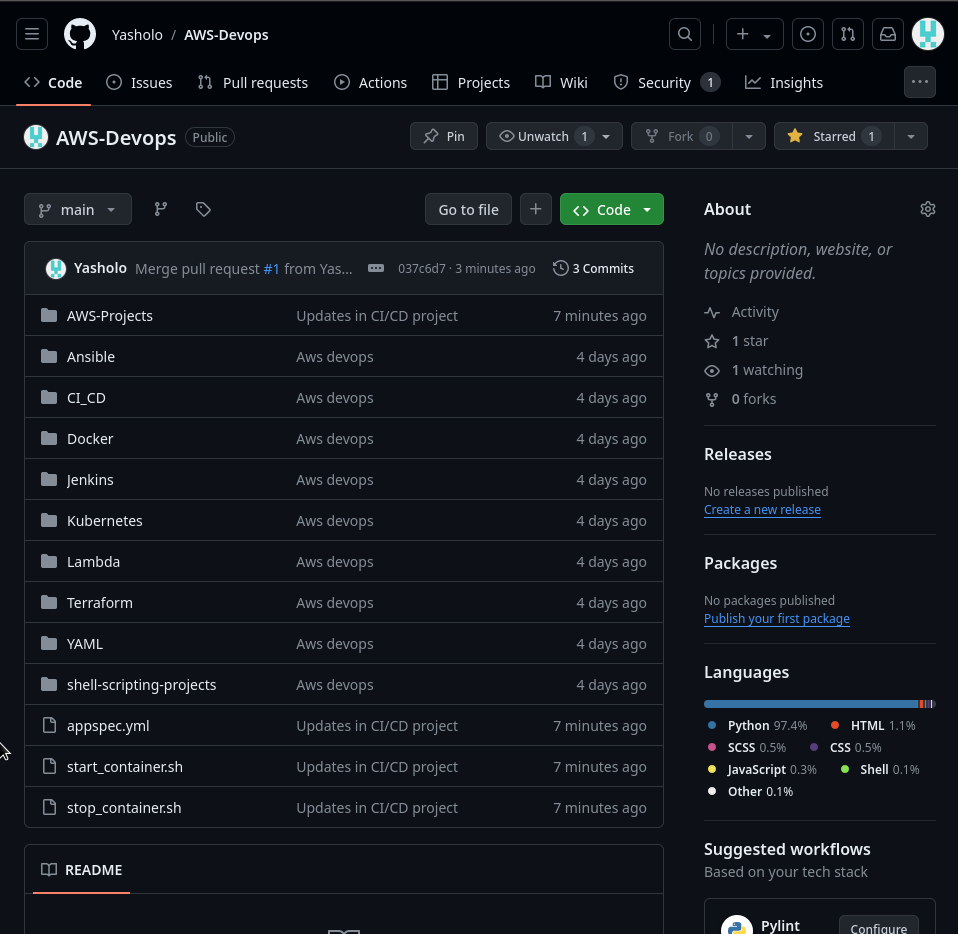 Yasholo / AWS-Devops
Code Issues Pull requests Actions Projects Wiki Security 1 Insights
AWS-Devops Public
Pin Unwatch 1 Fork 0 Starred 1
main
Go to file
Code
Yasholo Merge pull request #1 from Yas... 037c6d7 · 3 minutes ago 3 Commits
AWS-Projects Updates in CI/CD project 7 minutes ago
Ansible Aws devops 4 days ago
CI_CD Aws devops 4 days ago
Docker Aws devops 4 days ago
Jenkins Aws devops 4 days ago
Kubernetes Aws devops 4 days ago
Lambda Aws devops 4 days ago
Terraform Aws devops 4 days ago
YAML Aws devops 4 days ago
shell-scripting-projects Aws devops 4 days ago
appspec.yml Updates in CI/CD project 7 minutes ago
start_container.sh Updates in CI/CD project 7 minutes ago
stop_container.sh Updates in CI/CD project 7 minutes ago
README
About
No description, website, or
topics provided.
Activity
1 star
1 watching
0 forks
Releases
No releases published
Create a new release
Packages
No packages published
Publish your first package
Languages
Python 97.4% HTML 1.1%
SCSS 0.5% CSS 0.5%
JavaScript 0.3% Shell 0.1%
Other 0.1%
Suggested workflows
Based on your tech stack
Pylint Configure